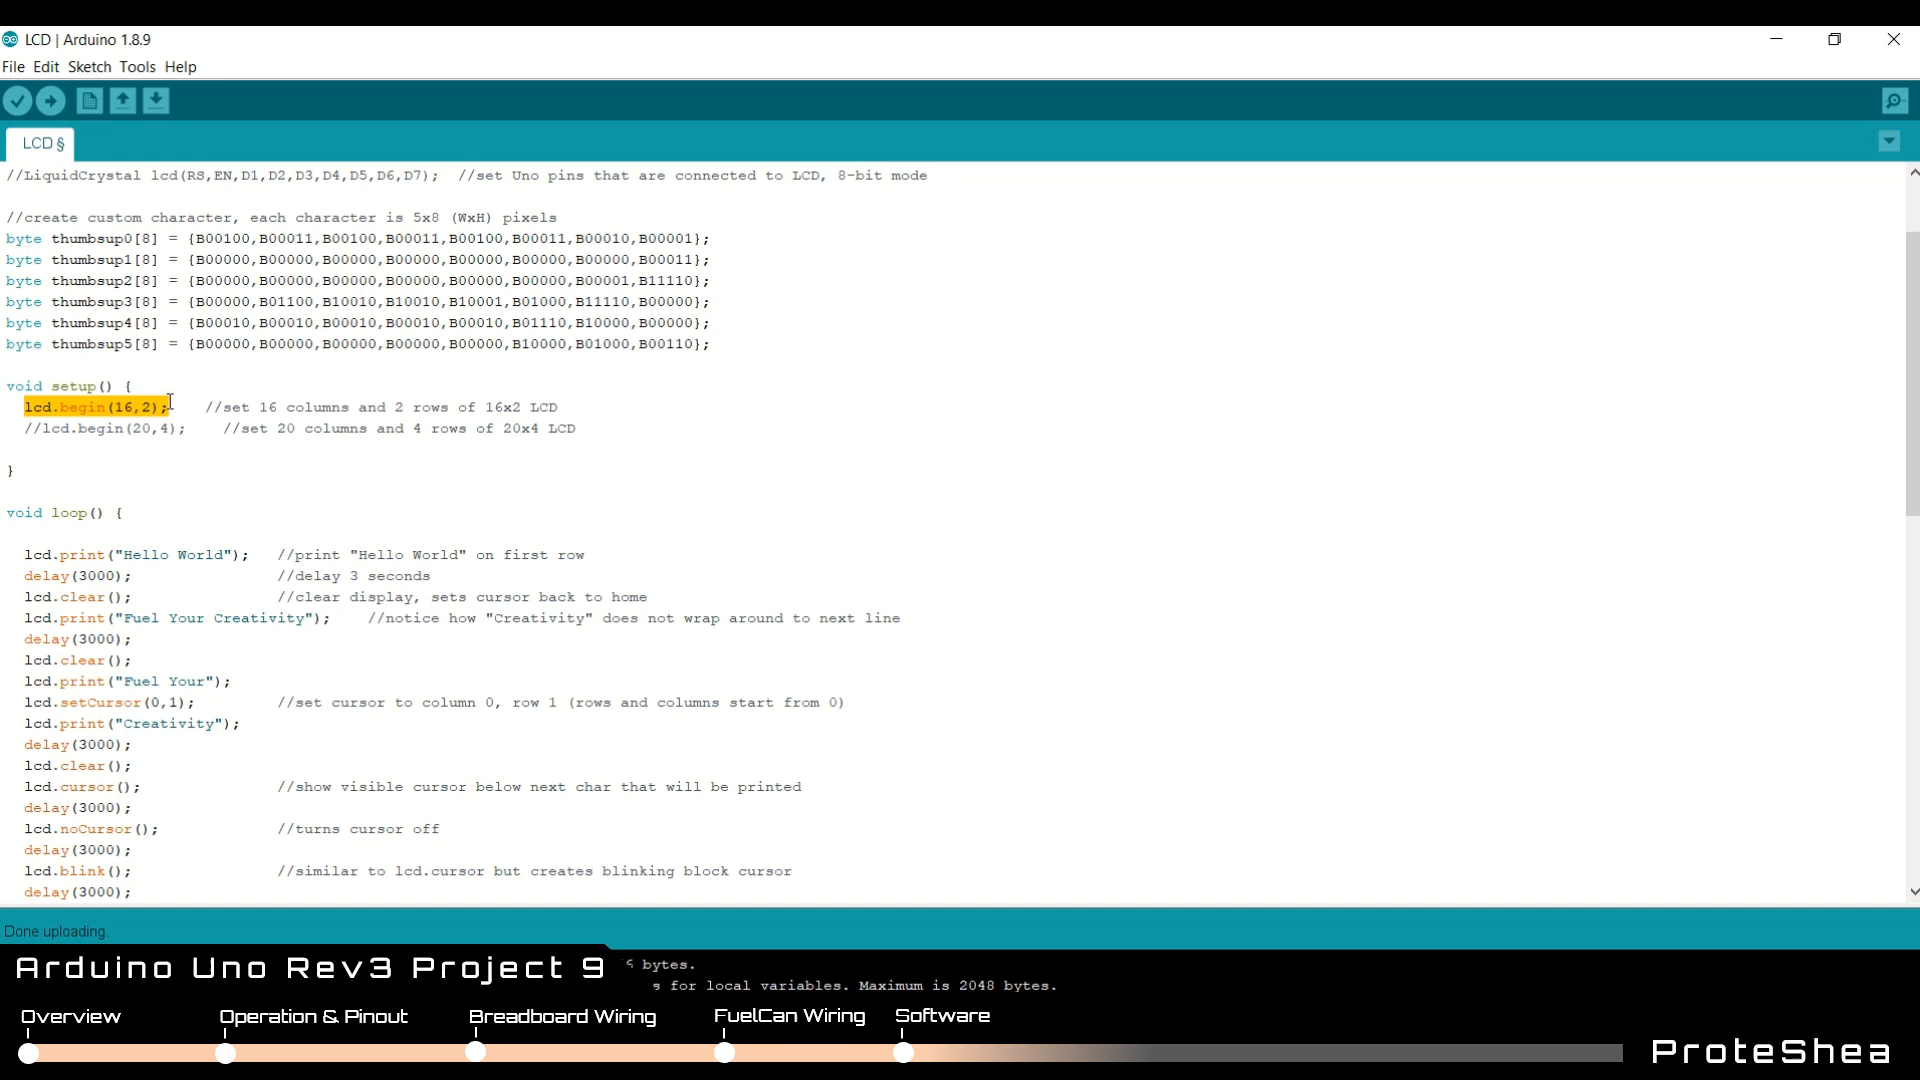 LCD | Arduino 1.8.9
File Edit Sketch Tools Help
LCD §
//LiquidCrystal lcd(RS,EN,D1,D2,D3,D4,D5,D6,D7);  //set Uno pins that are connected to LCD, 8-bit mode
//create custom character, each character is 5x8 (WxH) pixels
byte thumbsup0[8] = {B00100,B00011,B00100,B00011,B00100,B00011,B00010,B00001};
byte thumbsup1[8] = {B00000,B00000,B00000,B00000,B00000,B00000,B00000,B00011};
byte thumbsup2[8] = {B00000,B00000,B00000,B00000,B00000,B00000,B00001,B11110};
byte thumbsup3[8] = {B00000,B01100,B10010,B10010,B10001,B01000,B11110,B00000};
byte thumbsup4[8] = {B00010,B00010,B00010,B00010,B00010,B01110,B10000,B00000};
byte thumbsup5[8] = {B00000,B00000,B00000,B00000,B00000,B10000,B01000,B00110};
void setup() {
lcd.begin(16,2);    //set 16 columns and 2 rows of 16x2 LCD
//lcd.begin(20,4);    //set 20 columns and 4 rows of 20x4 LCD
}
void loop() {
lcd.print("Hello World");   //print "Hello World" on first row
delay(3000);                //delay 3 seconds
lcd.clear();                //clear display, sets cursor back to home
lcd.print("Fuel Your Creativity");    //notice how "Creativity" does not wrap around to next line
delay(3000);
lcd.clear();
lcd.print("Fuel Your");
lcd.setCursor(0,1);         //set cursor to column 0, row 1 (rows and columns start from 0)
lcd.print("Creativity");
delay(3000);
lcd.clear();
lcd.cursor();               //show visible cursor below next char that will be printed
delay(3000);
lcd.noCursor();             //turns cursor off
delay(3000);
lcd.blink();                //similar to lcd.cursor but creates blinking block cursor
delay(3000);
Done uploading.
Arduino Uno Rev3 Project 9
bytes.
s for local variables. Maximum is 2048 bytes.
Overview
Operation & Pinout
Breadboard Wiring
FuelCan Wiring
Software
ProteShea